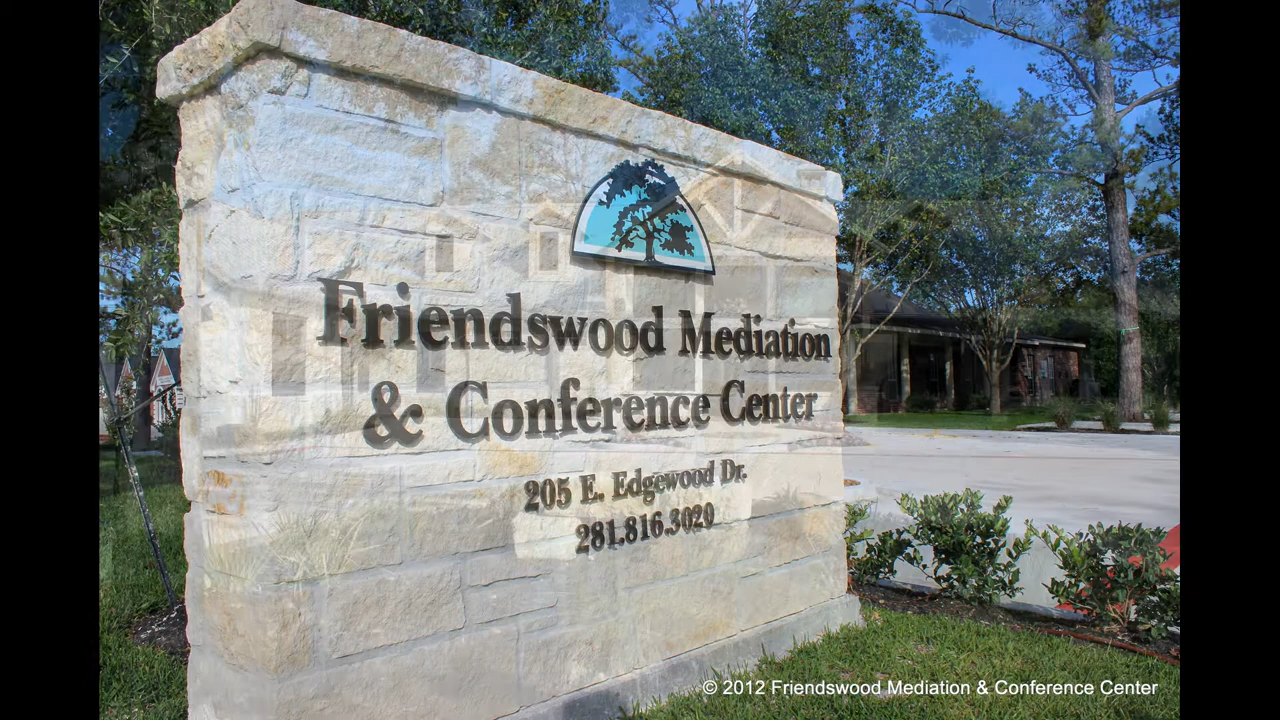 Friendswood Mediation
& Conference Center
205 E. Edgewood Dr.
281.816.3020
© 2012 Friendswood Mediation & Conference Center